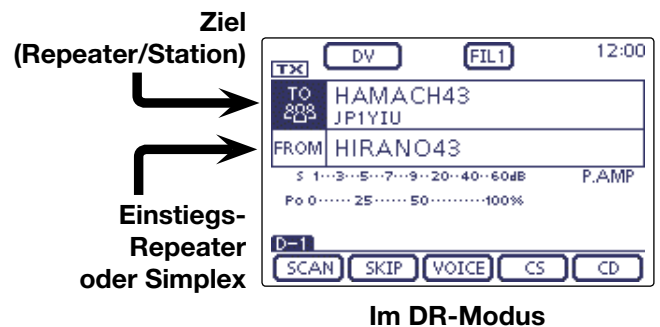 Ziel
(Repeater/Station)
DV FIL1 12:00
TX
TO HAMACH43
JP1YIU
FROM HIRANO43
S 1···3···5···7···9··20··40··60dB P.AMP
Po 0······25······50·········100%
Einstiegs-
Repeater
oder Simplex
D-1
SCAN SKIP VOICE CS CD
Im DR-Modus